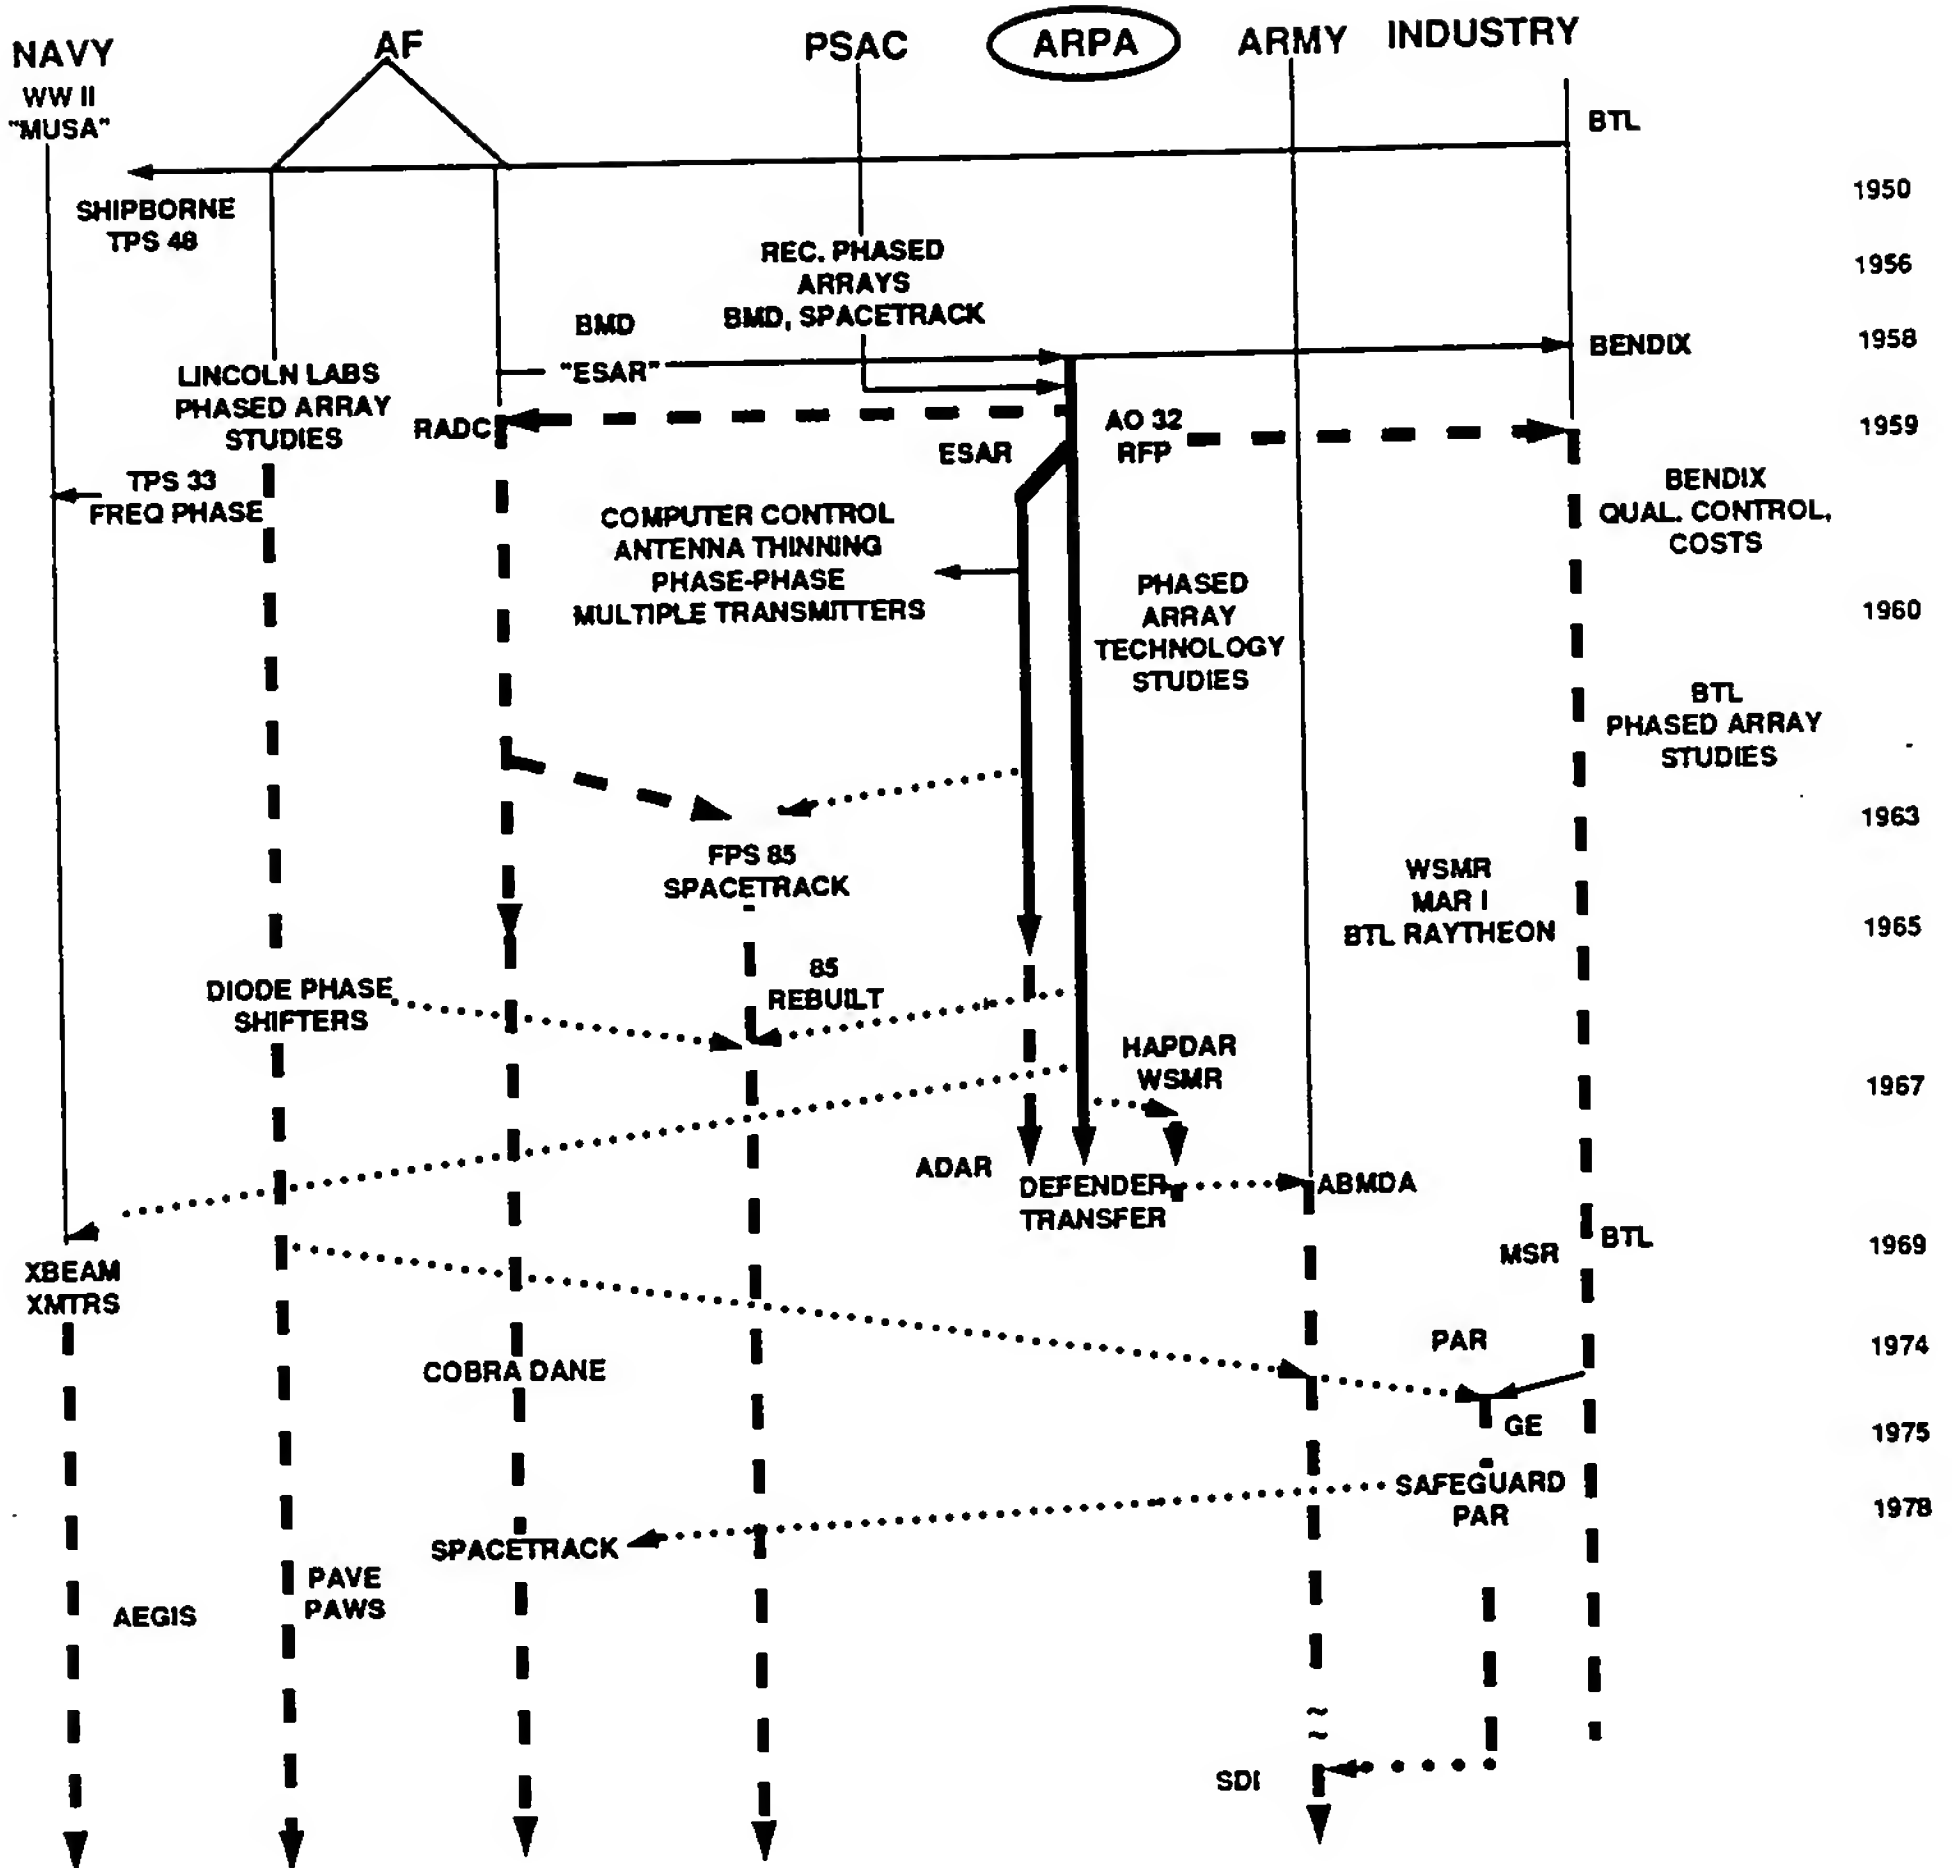 NAVY
AF
PSAC
ARPA
ARMY
INDUSTRY
WW II
"MUSA"
BTL
1950
SHIPBORNE
TPS 48
REC. PHASED
ARRAYS
BMD, SPACETRACK
1956
BMD
"ESAR"
BENDIX
1958
LINCOLN LABS
PHASED ARRAY
STUDIES
RADC
ESAR
AO 32
RFP
1959
TPS 33
FREQ PHASE
BENDIX
QUAL. CONTROL,
COSTS
COMPUTER CONTROL
ANTENNA THINNING
PHASE-PHASE
MULTIPLE TRANSMITTERS
PHASED
ARRAY
TECHNOLOGY
STUDIES
1960
BTL
PHASED ARRAY
STUDIES
1963
FPS 85
SPACETRACK
WSMR
MAR I
BTL RAYTHEON
1965
DIODE PHASE
SHIFTERS
85
REBUILT
HAPDAR
WSMR
1967
ADAR
DEFENDER
TRANSFER
ABMDA
XBEAM
XMTRS
MSR
BTL
1969
COBRA DANE
PAR
1974
GE
1975
SAFEGUARD
PAR
1978
SPACETRACK
PAVE
PAWS
AEGIS
SDI